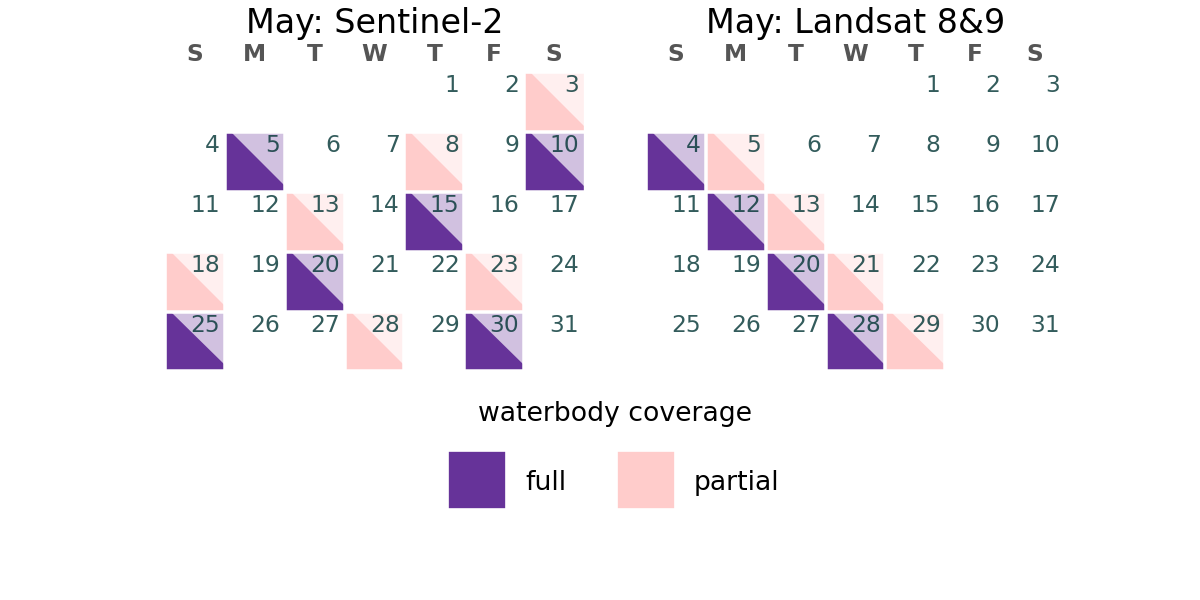 May: Sentinel-2
S M T W T F S
1 2 3
4 5 6 7 8 9 10
11 12 13 14 15 16 17
18 19 20 21 22 23 24
25 26 27 28 29 30 31
May: Landsat 8&9
S M T W T F S
1 2 3
4 5 6 7 8 9 10
11 12 13 14 15 16 17
18 19 20 21 22 23 24
25 26 27 28 29 30 31
waterbody coverage
full
partial